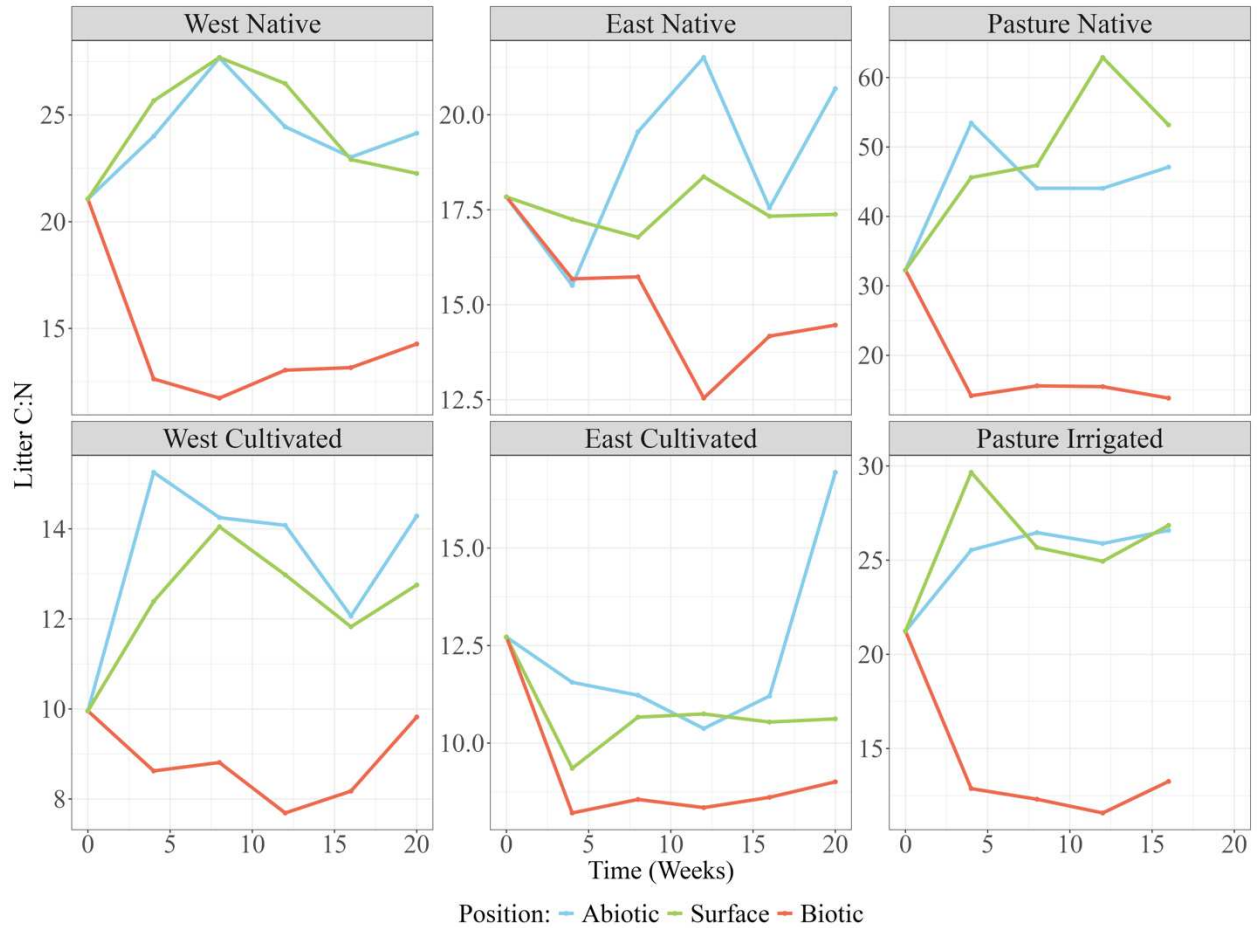 West Native
East Native
Pasture Native
25
20
15
20.0
17.5
15.0
12.5
60
50
40
30
20
Litter C:N
West Cultivated
East Cultivated
Pasture Irrigated
14
12
10
8
15.0
12.5
10.0
30
25
20
15
0 5 10 15 20
0 5 10 15 20
0 5 10 15 20
Time (Weeks)
Position: Abiotic Surface Biotic